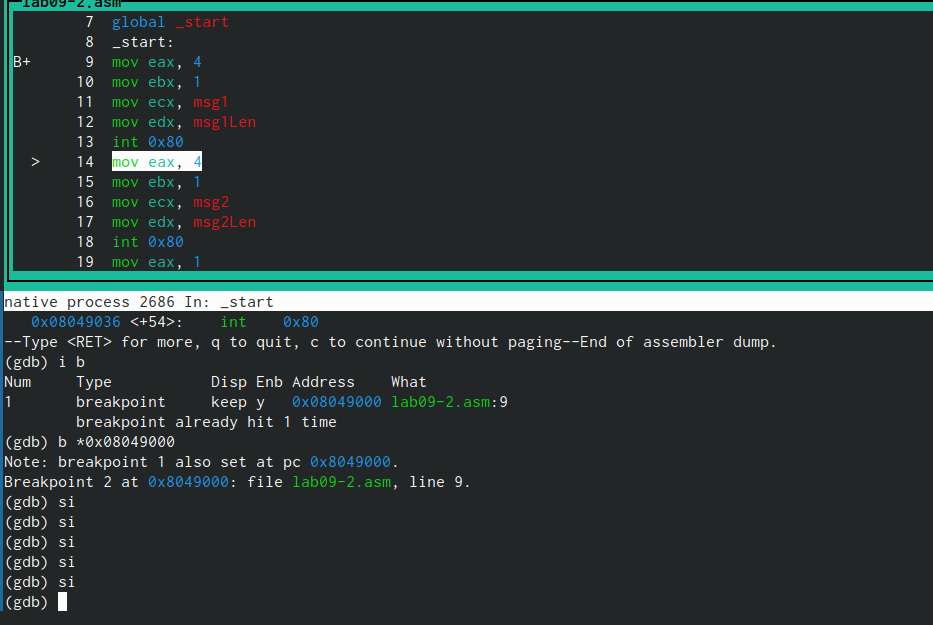 lab09-2.asm
7 global _start
8 _start:
B+ 9 mov eax, 4
10 mov ebx, 1
11 mov ecx, msg1
12 mov edx, msg1Len
13 int 0x80
> 14 mov eax, 4
15 mov ebx, 1
16 mov ecx, msg2
17 mov edx, msg2Len
18 int 0x80
19 mov eax, 1
native process 2686 In: _start
0x08049036 <+54>: int 0x80
--Type <RET> for more, q to quit, c to continue without paging--End of assembler dump.
(gdb) i b
Num Type Disp Enb Address What
1 breakpoint keep y 0x08049000 lab09-2.asm:9
breakpoint already hit 1 time
(gdb) b *0x08049000
Note: breakpoint 1 also set at pc 0x8049000.
Breakpoint 2 at 0x8049000: file lab09-2.asm, line 9.
(gdb) si
(gdb) si
(gdb) si
(gdb) si
(gdb) si
(gdb)